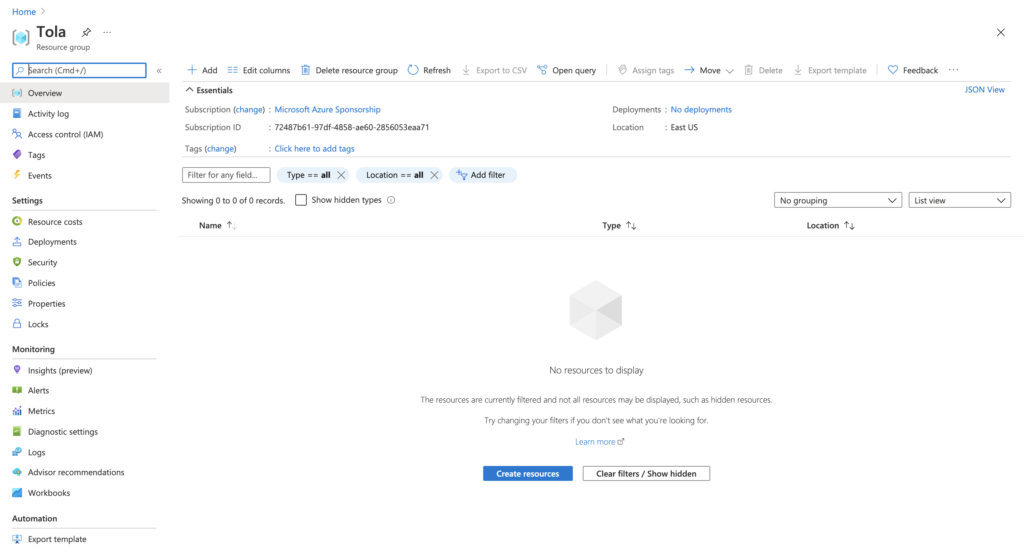 Home >
Tola
Resource group
Search (Cmd+/)
«
Overview
Activity log
Access control (IAM)
Tags
Events
Settings
Resource costs
Deployments
Security
Policies
Properties
Locks
Monitoring
Insights (preview)
Alerts
Metrics
Diagnostic settings
Logs
Advisor recommendations
Workbooks
Automation
Export template
Add Edit columns Delete resource group Refresh Export to CSV Open query Assign tags Move Delete Export template Feedback ...
Essentials JSON View
Subscription (change) : Microsoft Azure Sponsorship Deployments : No deployments
Subscription ID : 72487b61-97df-4858-ae60-2856053eaa71 Location : East US
Tags (change) : Click here to add tags
Filter for any field... Type == all Location == all Add filter
Showing 0 to 0 of 0 records. Show hidden types No grouping List view
Name Type Location
No resources to display
The resources are currently filtered and not all resources may be displayed, such as hidden resources.
Try changing your filters if you don't see what you're looking for.
Learn more
Create resources Clear filters / Show hidden